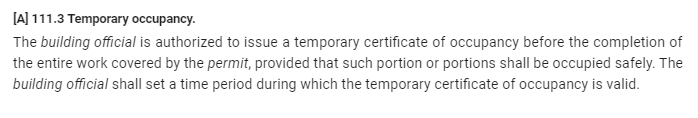 [A] 111.3 Temporary occupancy.
The building official is authorized to issue a temporary certificate of occupancy before the completion of
the entire work covered by the permit, provided that such portion or portions shall be occupied safely. The
building official shall set a time period during which the temporary certificate of occupancy is valid.